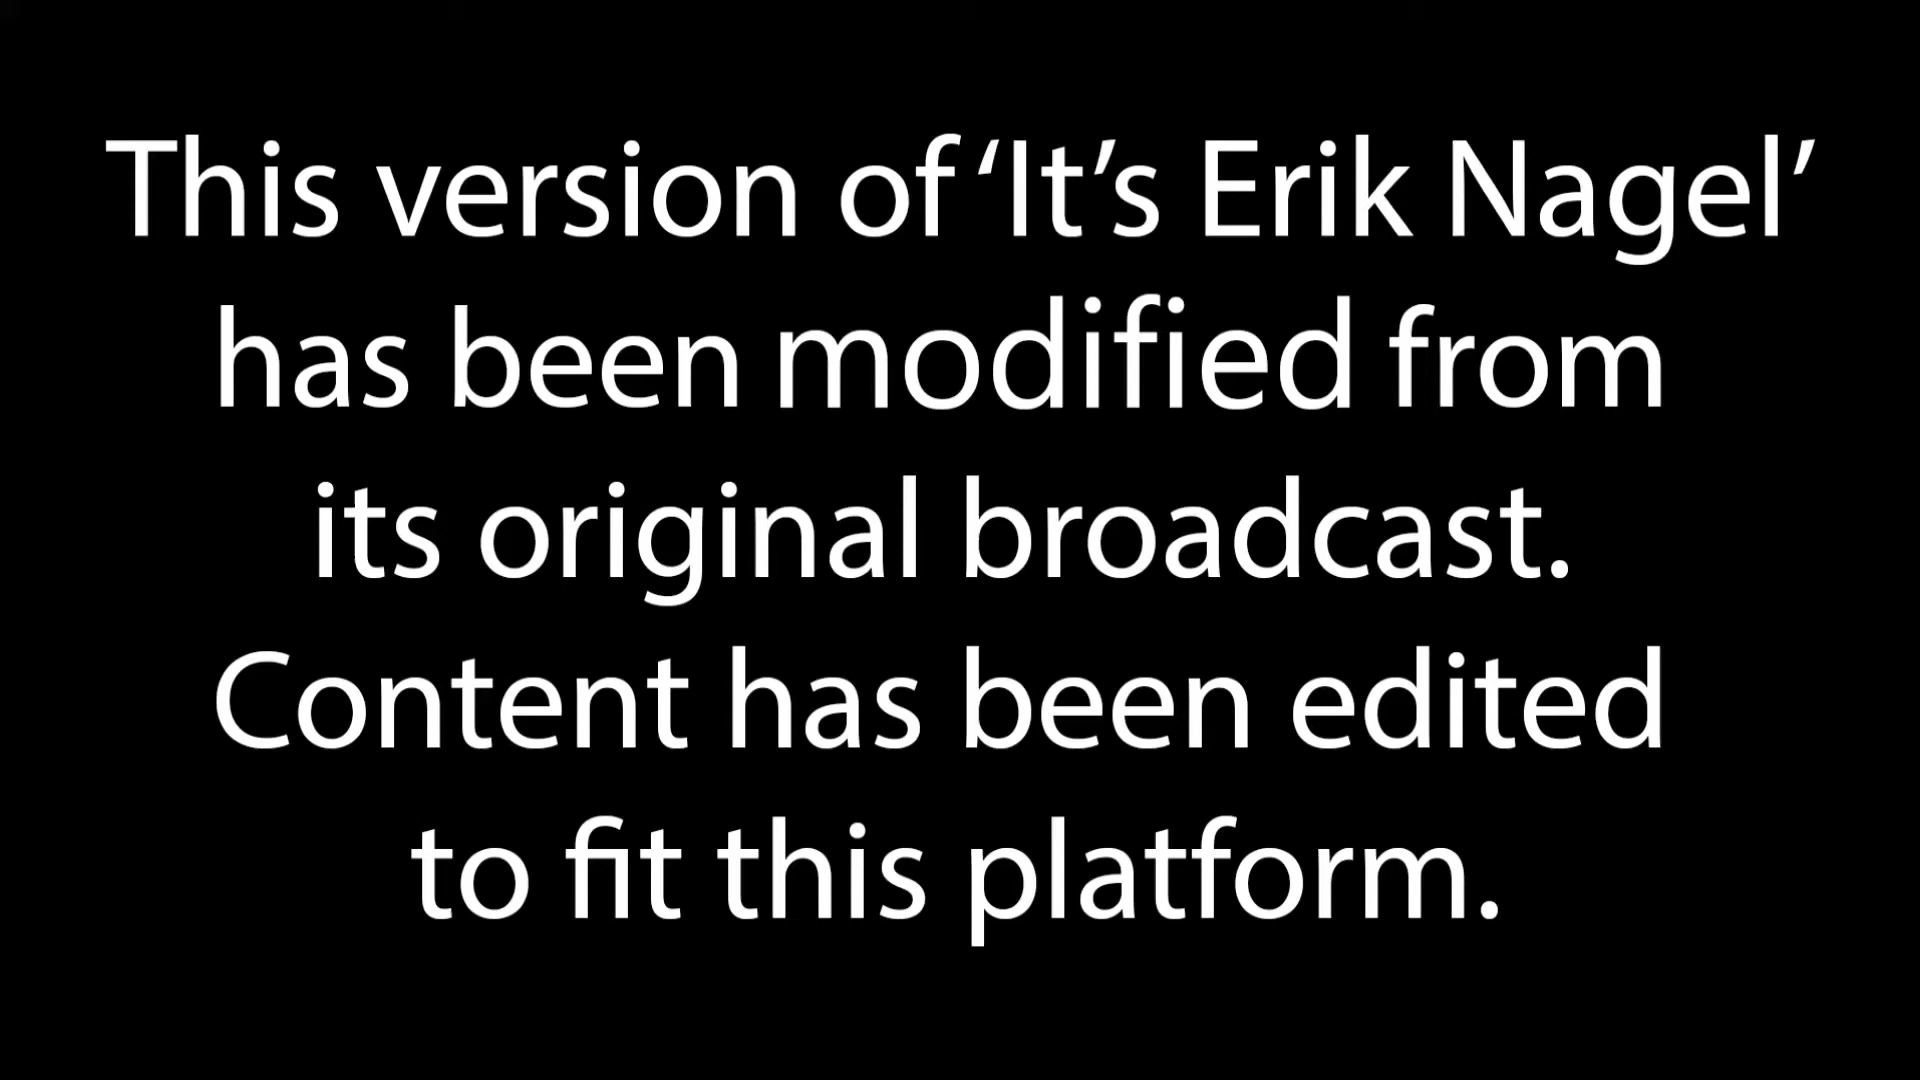 This version of ‘It’s Erik Nagel’
has been modified from
its original broadcast.
Content has been edited
to fit this platform.